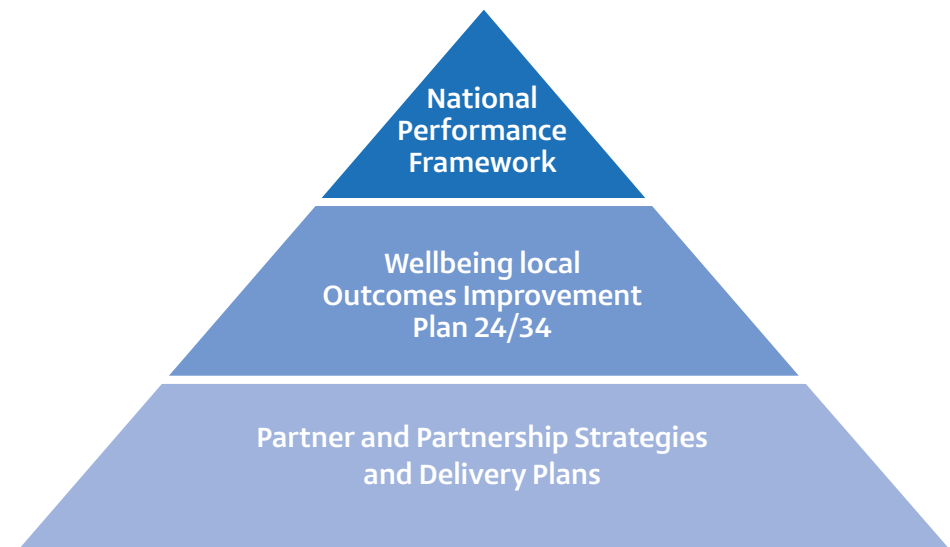 National
Performance
Framework
Wellbeing local
Outcomes Improvement
Plan 24/34
Partner and Partnership Strategies
and Delivery Plans